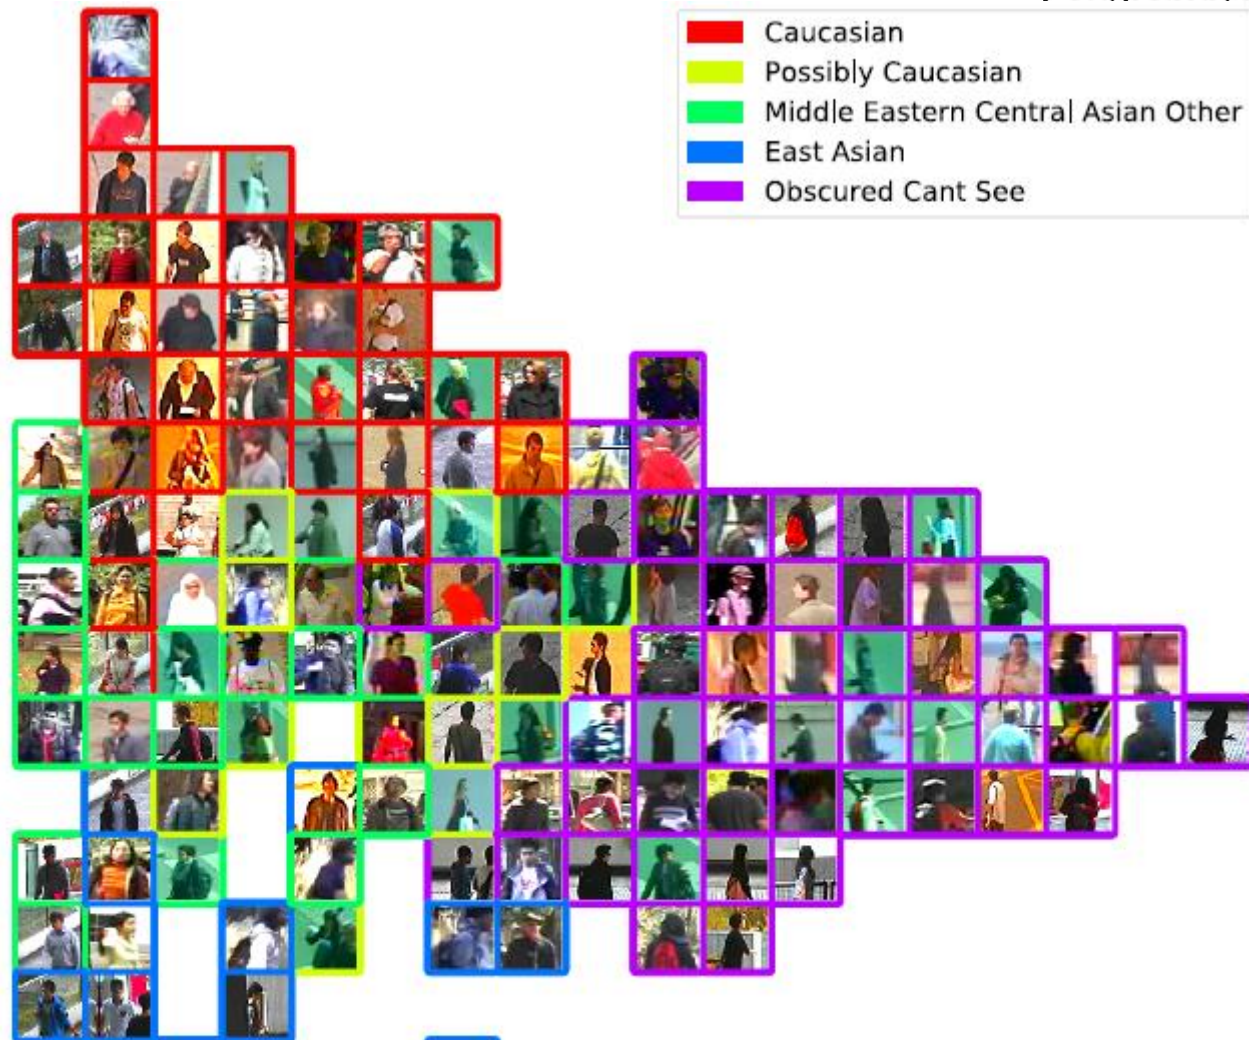 Caucasian
Possibly Caucasian
Middle Eastern Central Asian Other
East Asian
Obscured Cant See